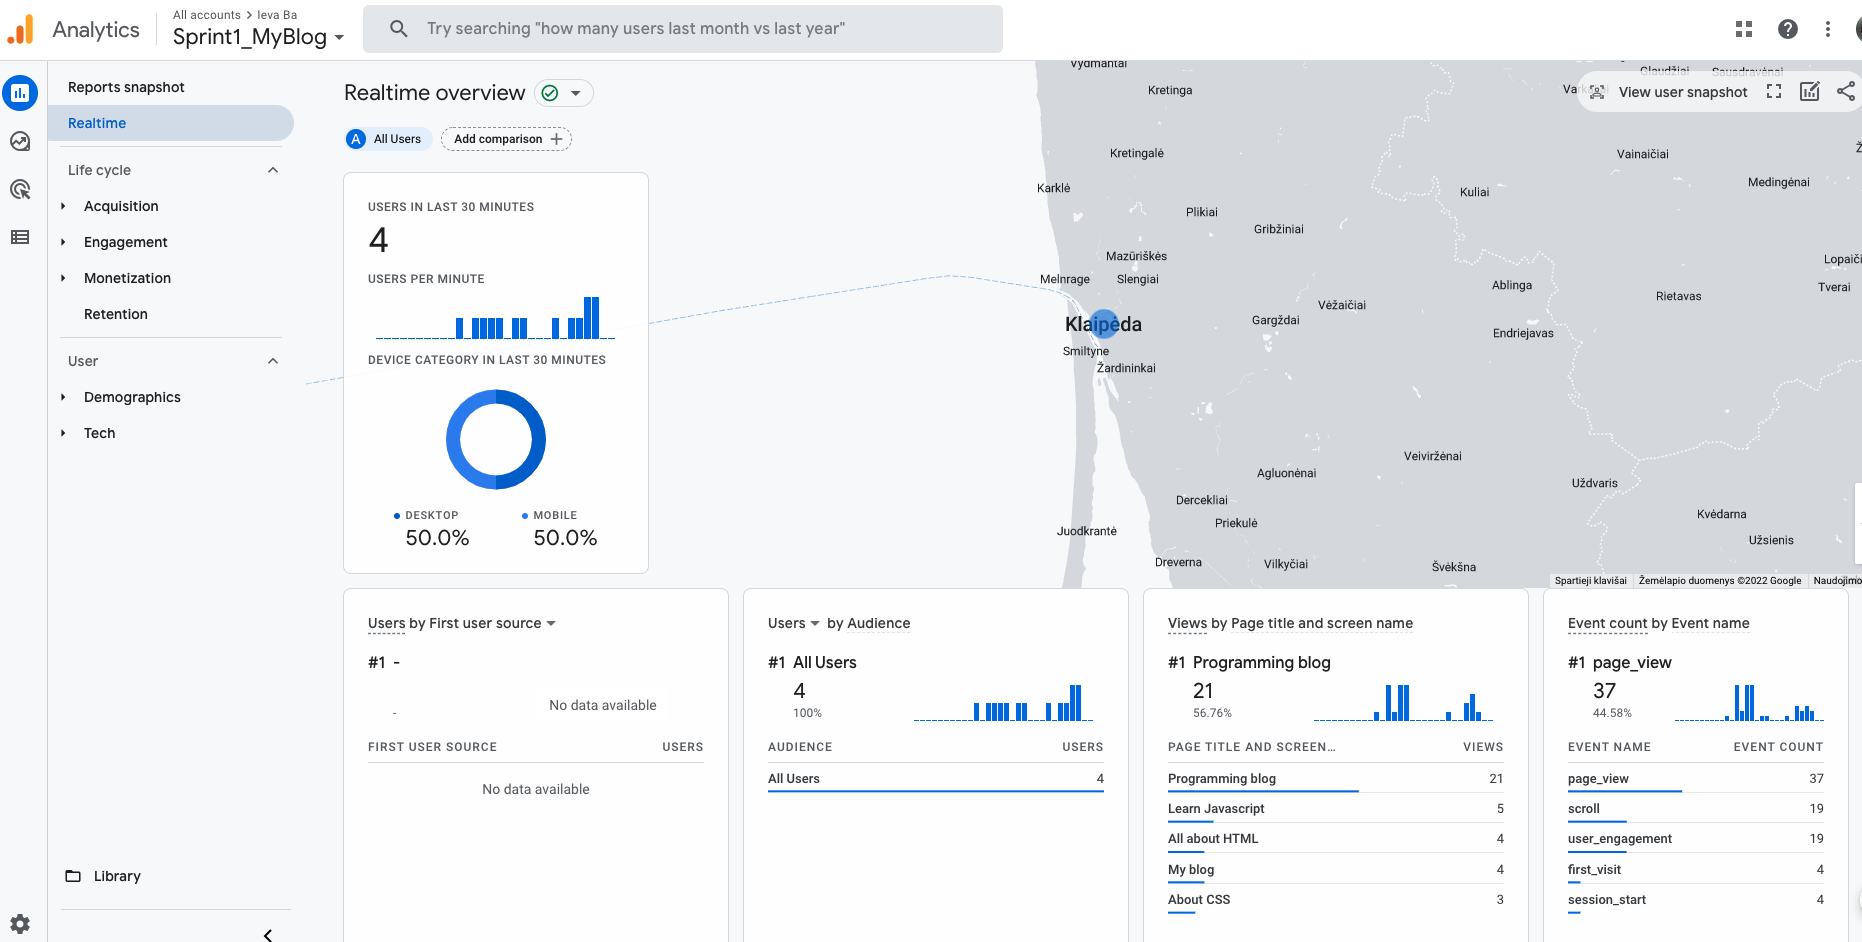 Analytics
All accounts > Ieva Ba
Sprint1_MyBlog
Try searching "how many users last month vs last year"
Reports snapshot
Realtime
Life cycle
Acquisition
Engagement
Monetization
Retention
User
Demographics
Tech
Library
Realtime overview
A All Users
Add comparison
View user snapshot
USERS IN LAST 30 MINUTES
4
USERS PER MINUTE
DEVICE CATEGORY IN LAST 30 MINUTES
DESKTOP
50.0%
MOBILE
50.0%
Vydmantai
Kretinga
Glaudžiai
Sausdravėnai
Kretingalė
Vainaičiai
Karklė
Kuliai
Medingėnai
Plikiai
Gribžiniai
Mazūriškės
Lopaiči
Melnrage
Slengiai
Ablinga
Tverai
Rietavas
Vėžaičiai
Klaipėda
Gargždai
Endriejavas
Smiltyne
Žardininkai
Veiviržėnai
Agluonėnai
Uždvaris
Dercekliai
Kvėdarna
Priekulė
Juodkrantė
Užsienis
Dreverna
Vilkyčiai
Švėkšna
Spartieji klavišai
Žemėlapio duomenys ©2022 Google
Naudojimo
Users by First user source
#1 -
-
No data available
FIRST USER SOURCE USERS
No data available
Users by Audience
#1 All Users
4
100%
AUDIENCE USERS
All Users 4
Views by Page title and screen name
#1 Programming blog
21
56.76%
PAGE TITLE AND SCREEN... VIEWS
Programming blog 21
Learn Javascript 5
All about HTML 4
My blog 4
About CSS 3
Event count by Event name
#1 page_view
37
44.58%
EVENT NAME EVENT COUNT
page_view 37
scroll 19
user_engagement 19
first_visit 4
session_start 4